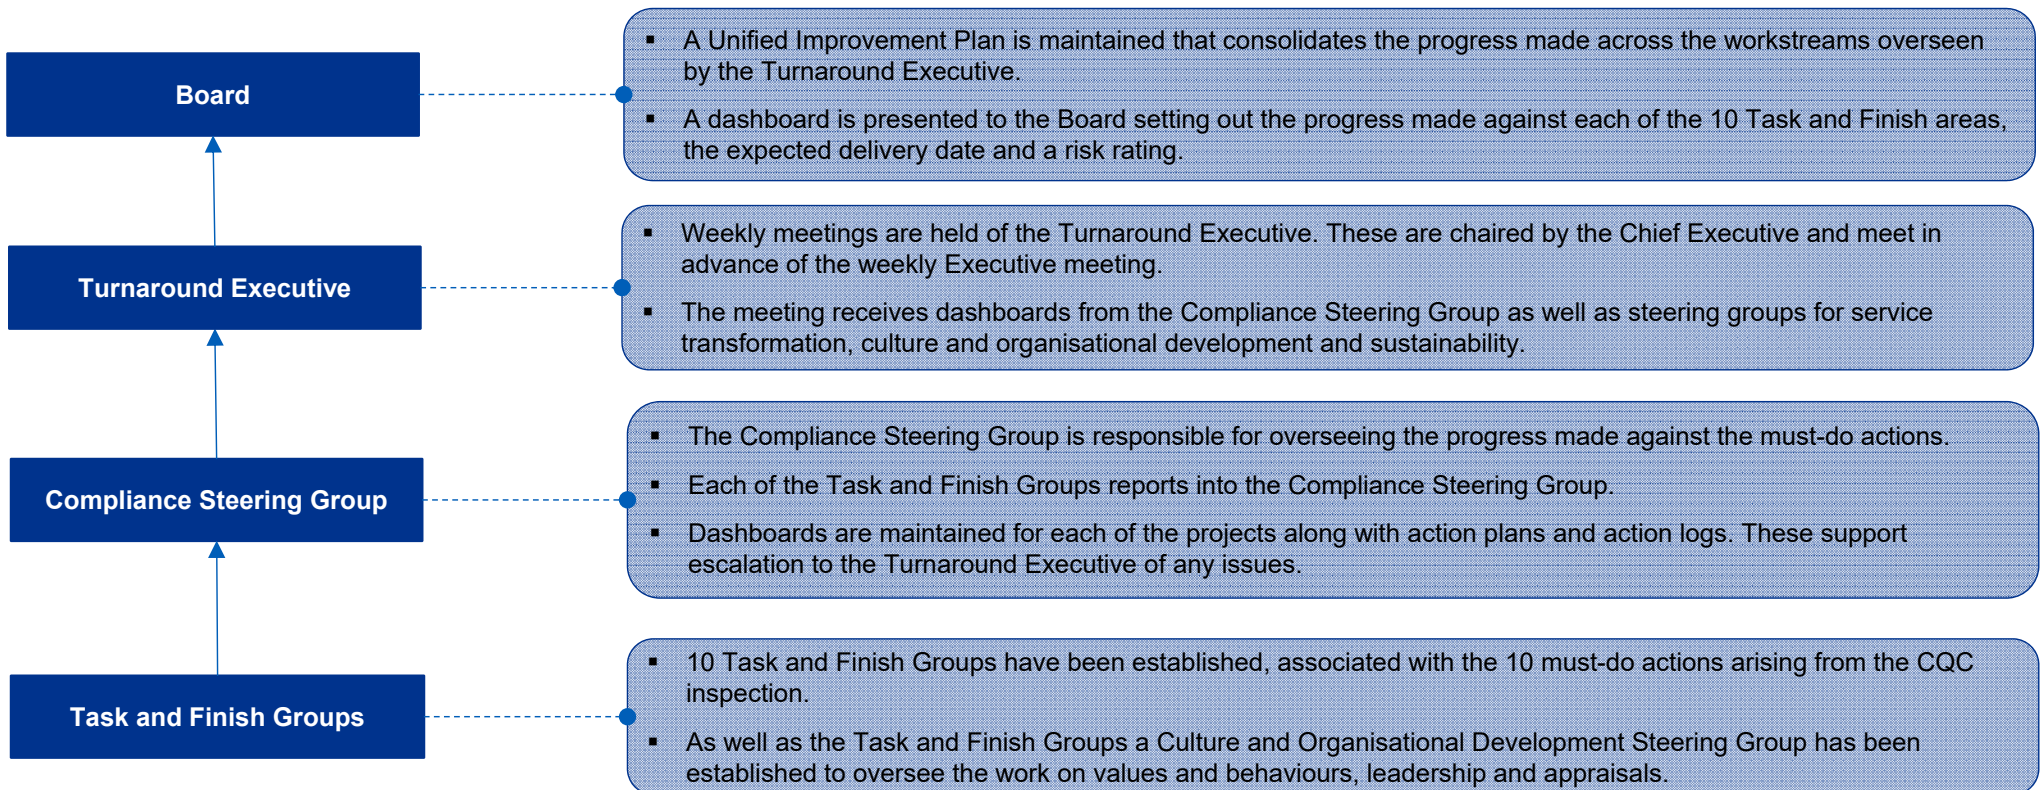 Board
▪ A Unified Improvement Plan is maintained that consolidates the progress made across the workstreams overseen
by the Turnaround Executive.
▪ A dashboard is presented to the Board setting out the progress made against each of the 10 Task and Finish areas,
the expected delivery date and a risk rating.
Turnaround Executive
▪ Weekly meetings are held of the Turnaround Executive. These are chaired by the Chief Executive and meet in
advance of the weekly Executive meeting.
▪ The meeting receives dashboards from the Compliance Steering Group as well as steering groups for service
transformation, culture and organisational development and sustainability.
Compliance Steering Group
▪ The Compliance Steering Group is responsible for overseeing the progress made against the must-do actions.
▪ Each of the Task and Finish Groups reports into the Compliance Steering Group.
▪ Dashboards are maintained for each of the projects along with action plans and action logs. These support
escalation to the Turnaround Executive of any issues.
Task and Finish Groups
▪ 10 Task and Finish Groups have been established, associated with the 10 must-do actions arising from the CQC
inspection.
▪ As well as the Task and Finish Groups a Culture and Organisational Development Steering Group has been
established to oversee the work on values and behaviours, leadership and appraisals.